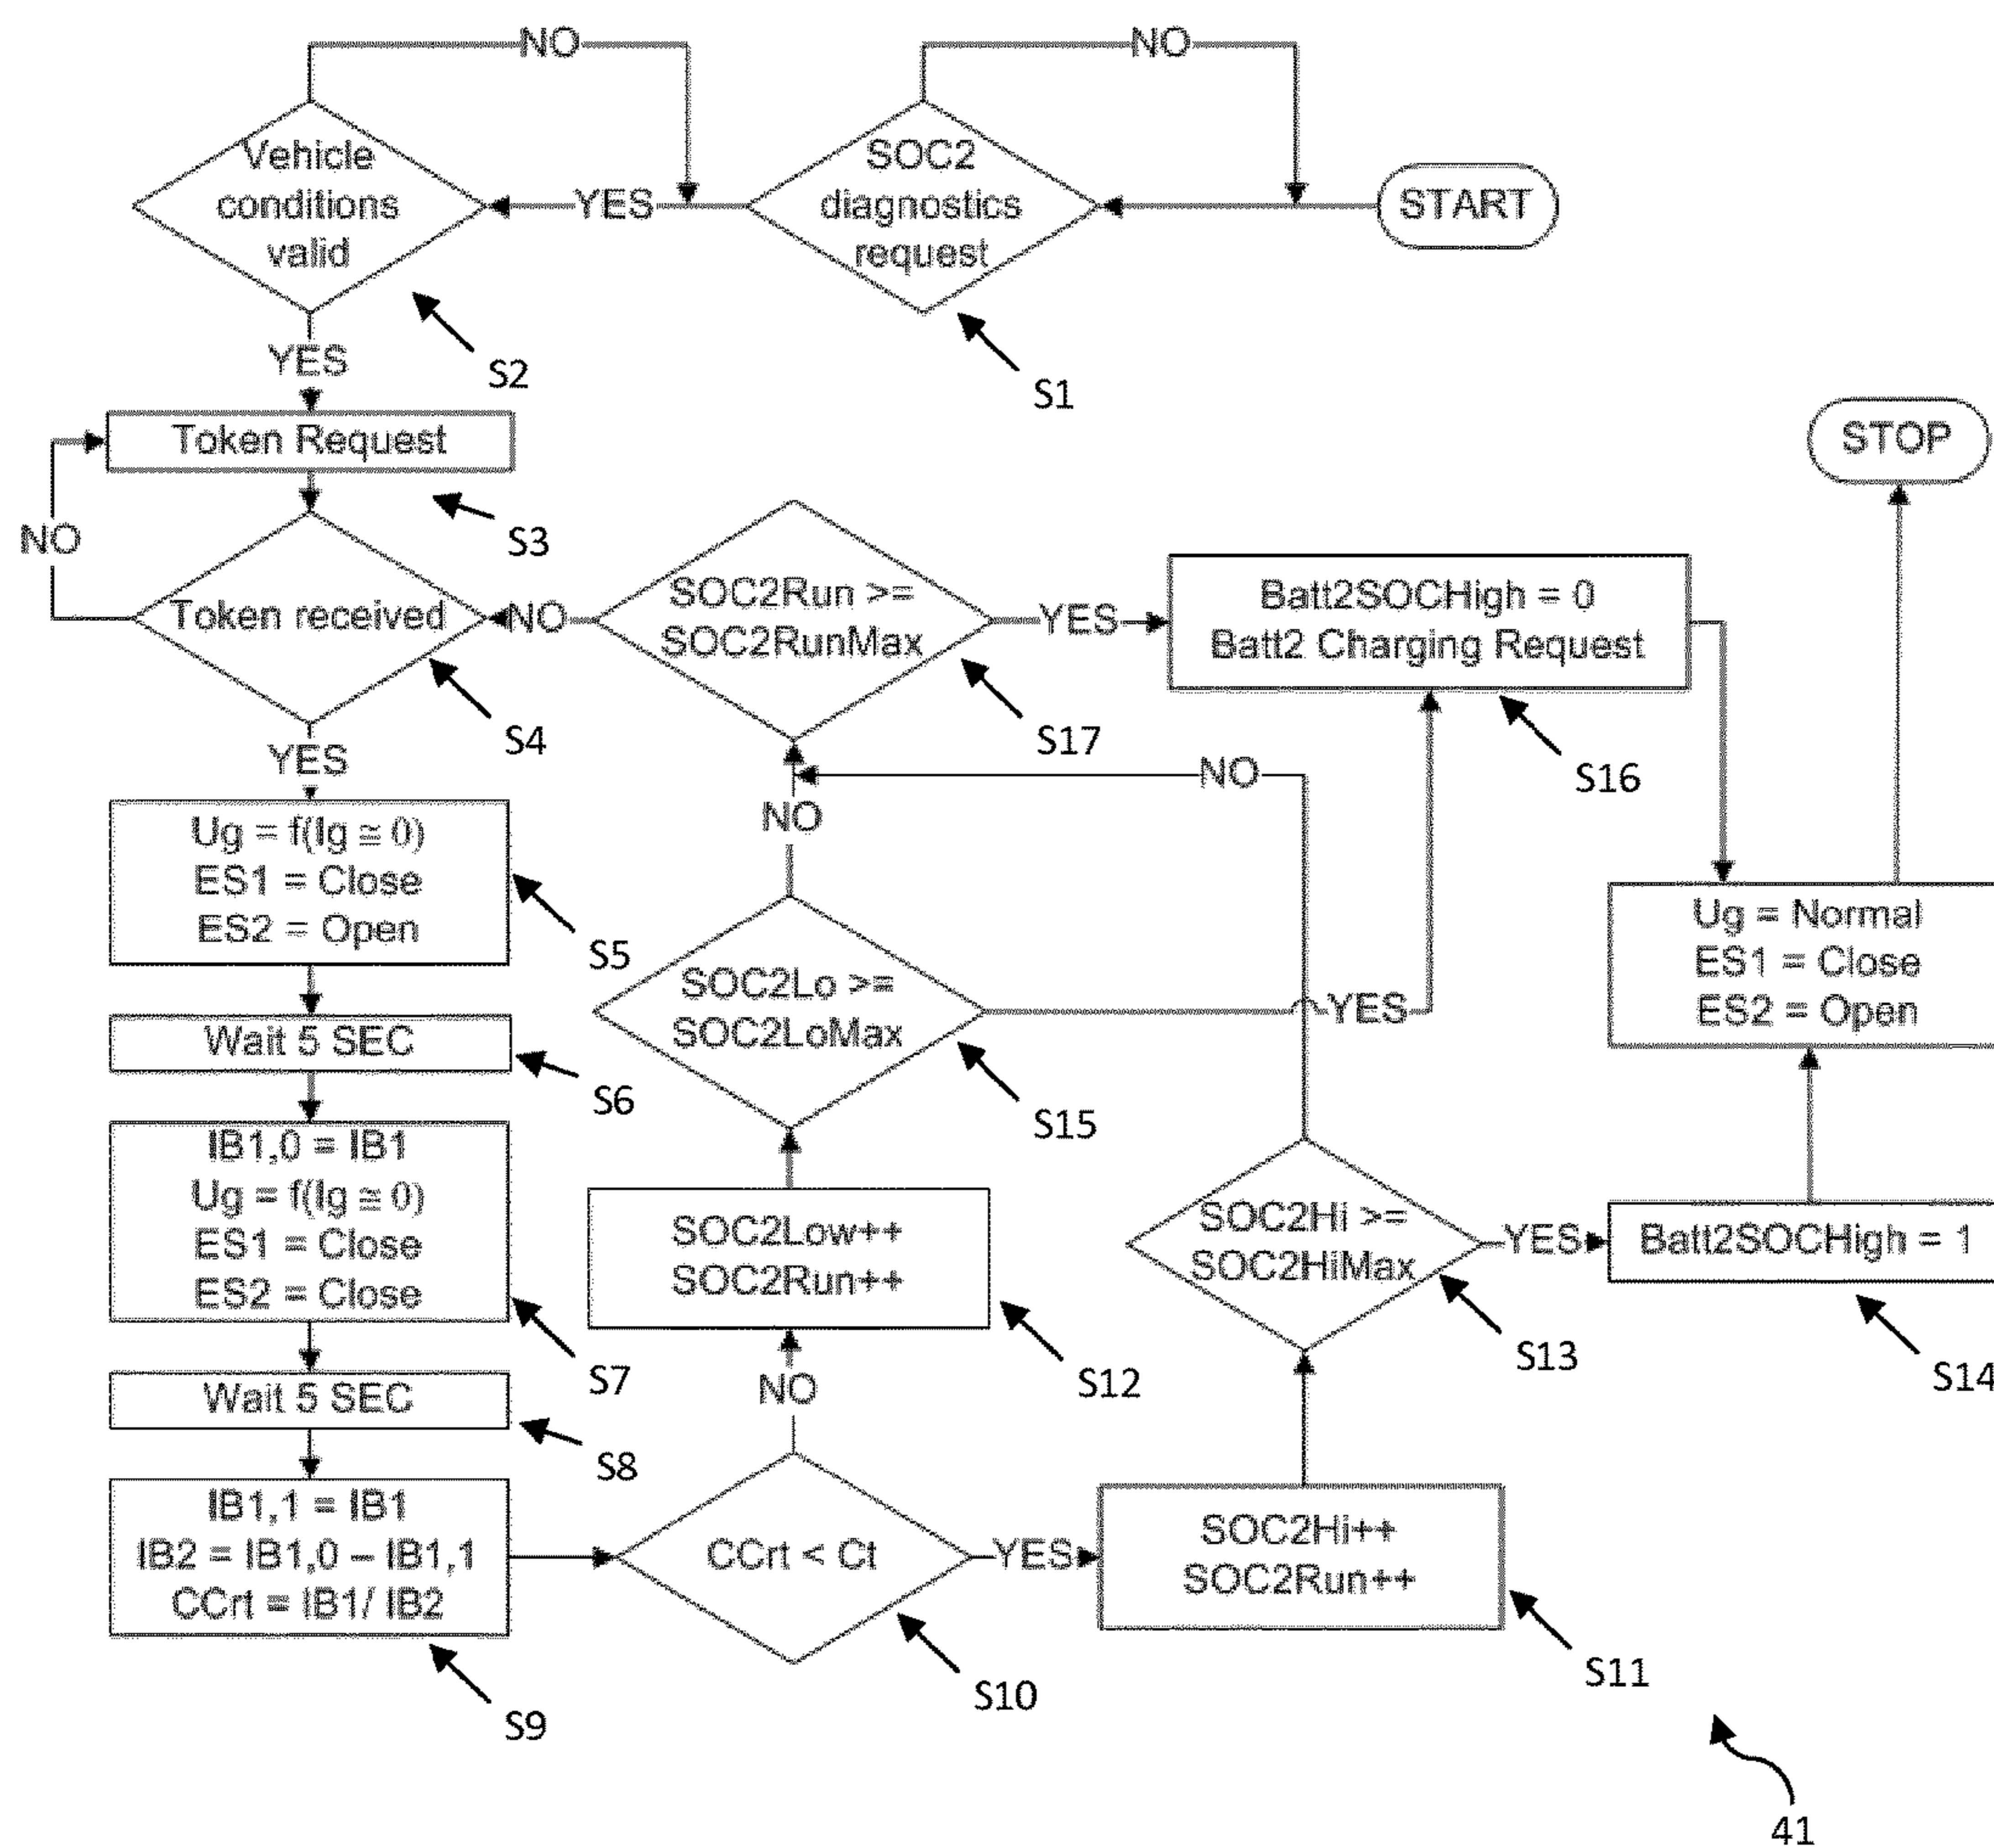 NO
NO
Vehicle
conditions
valid
YES
SOC2
diagnostics
request
START
S2
S1
YES
Token Request
STOP
NO
S3
Token received
NO
SOC2Run >=
SOC2RunMax
YES
Batt2SOCHigh = 0
Batt2 Charging Request
S4
S17
S16
YES
NO
NO
Ug = f(Ig ≅ 0)
ES1 = Close
ES2 = Open
S5
SOC2Lo >=
SOC2LoMax
YES
Ug = Normal
ES1 = Close
ES2 = Open
Wait 5 SEC
S6
S15
IB1,0 = IB1
Ug = f(Ig ≅ 0)
ES1 = Close
ES2 = Close
SOC2Low++
SOC2Run++
SOC2Hi >=
SOC2HiMax
YES
Batt2SOCHigh = 1
S7
S12
S13
S14
Wait 5 SEC
NO
S8
IB1,1 = IB1
IB2 = IB1,0 – IB1,1
CCrt = IB1/ IB2
CCrt < Ct
YES
SOC2Hi++
SOC2Run++
S9
S10
S11
41